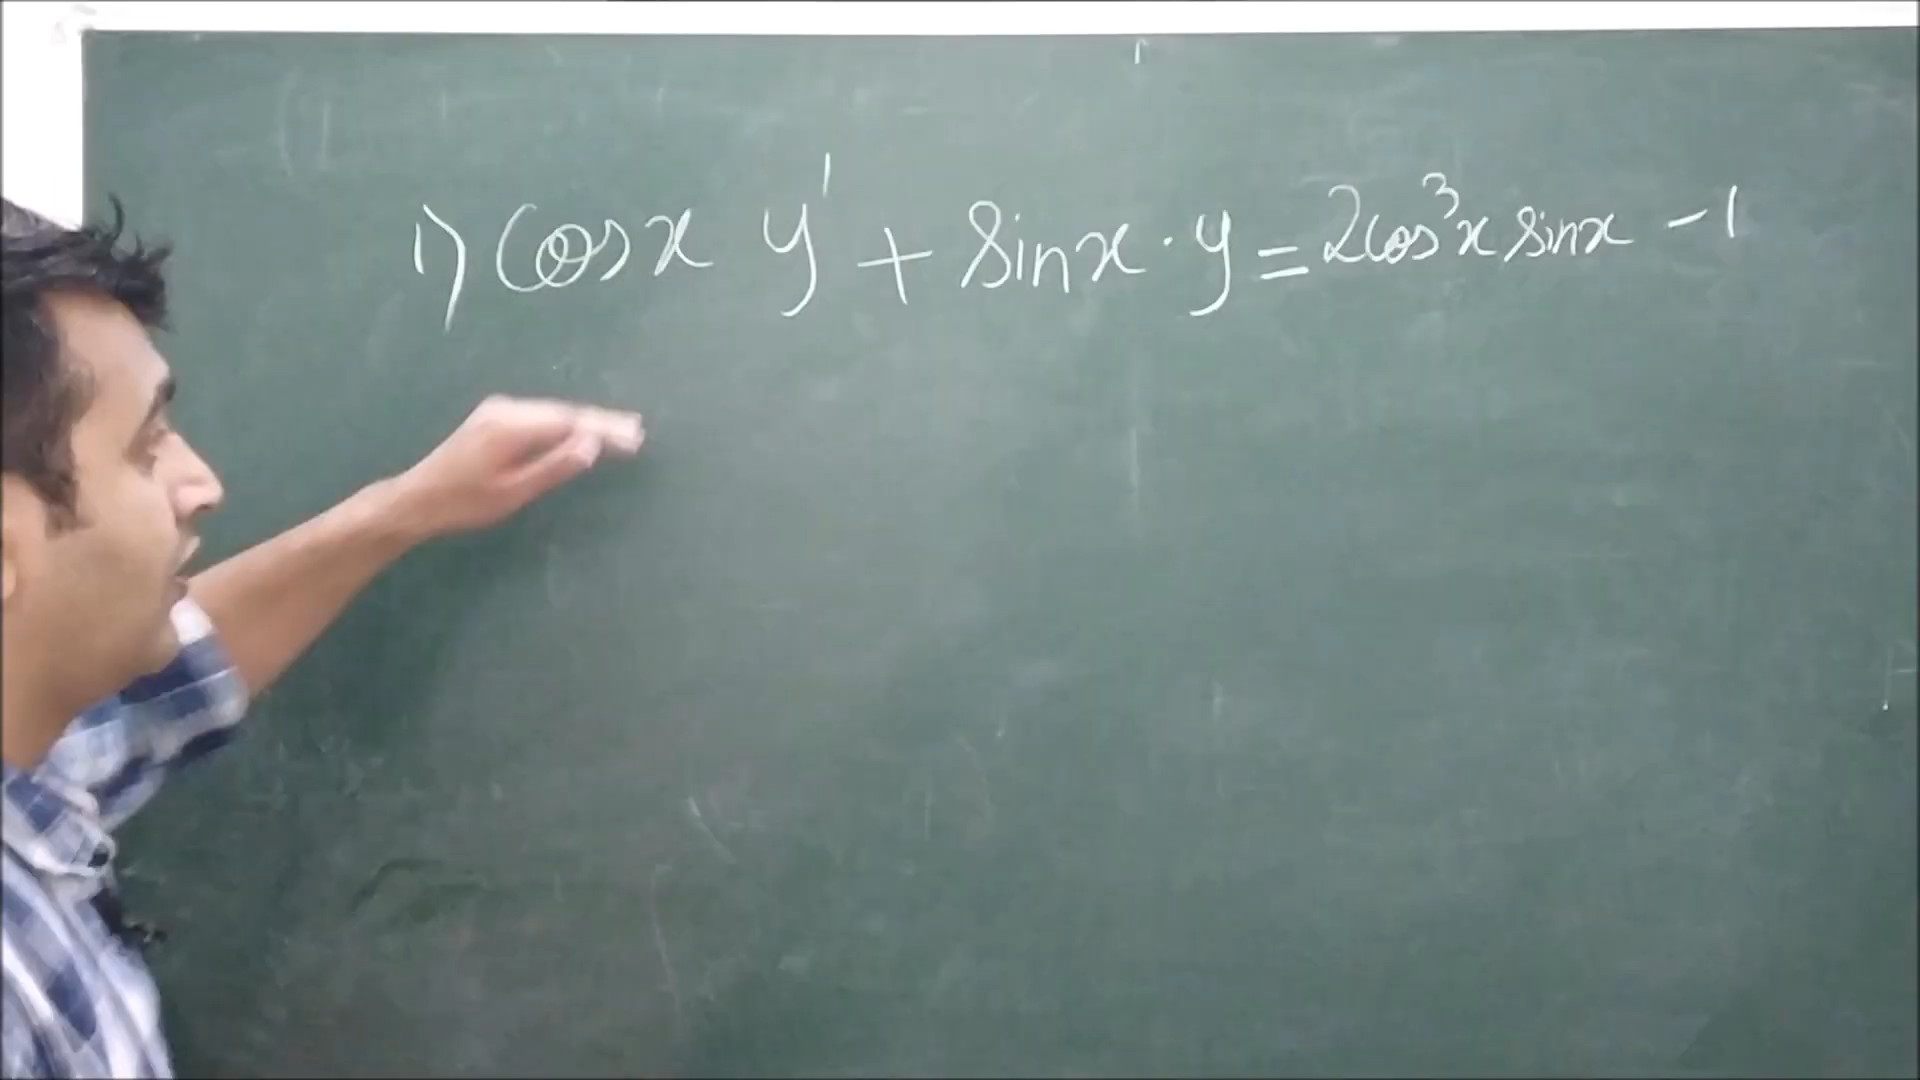 1) Cosx y' + sinx · y = 2cos³x sinx - 1